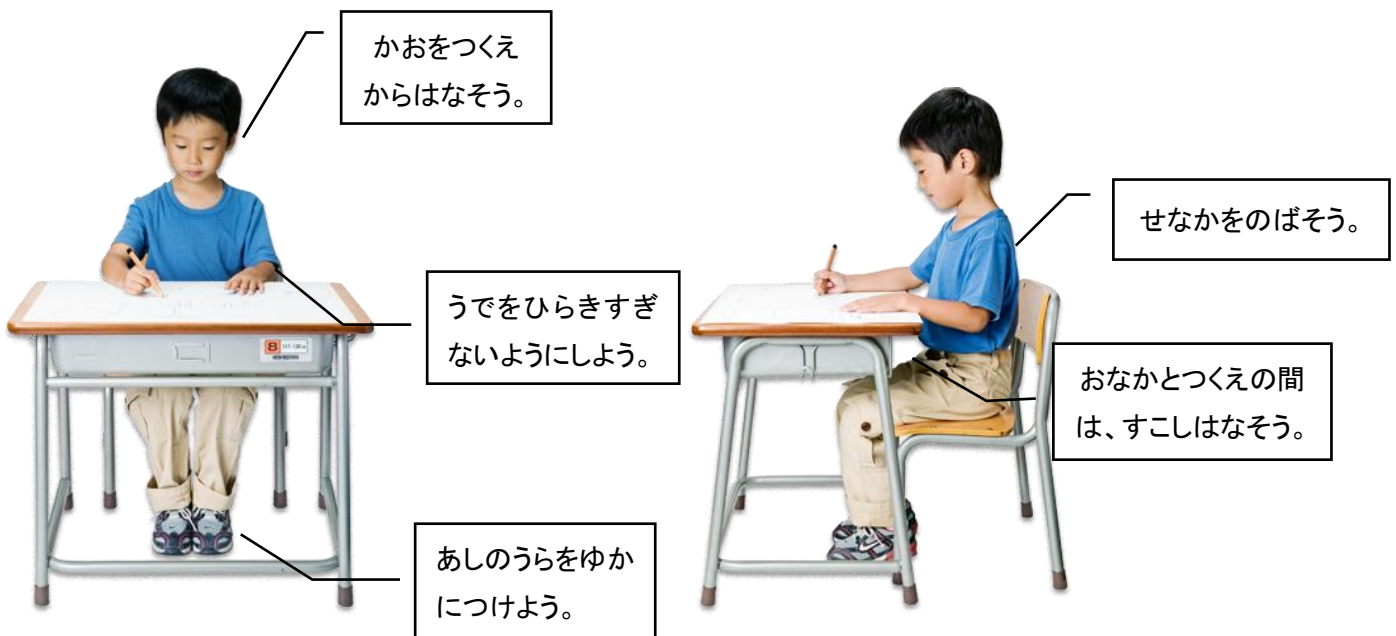 かおをつくえ
からはなそう。
せなかをのばそう。
うでをひらきすぎ
ないようにしよう。
おなかとつくえの間
は、すこしはなそう。
あしのうらをゆか
につけよう。
8